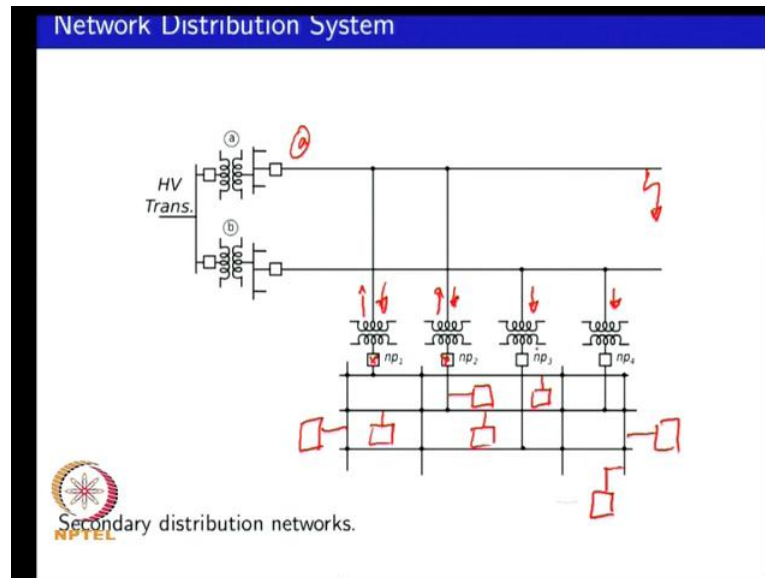 Network Distribution System
a
a
HV
Trans.
b
np₁
np₂
np₃
np₄
Secondary distribution networks.
NPTEL